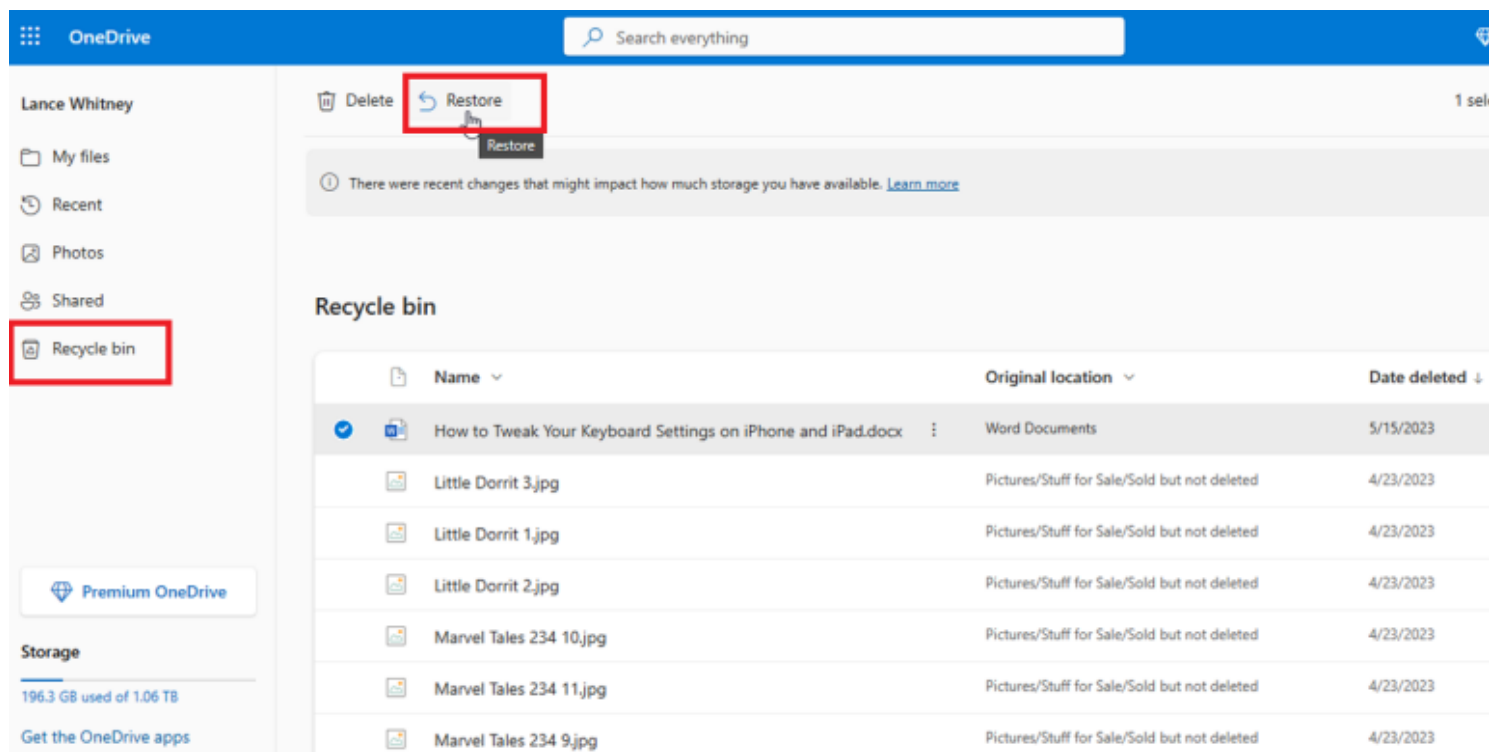 OneDrive
Search everything
Lance Whitney
Delete
Restore
1
Restore
My files
There were recent changes that might impact how much storage you have available. Learn more
Recent
Photos
Shared
Recycle bin
Recycle bin
Name Original location Date deleted
How to Tweak Your Keyboard Settings on iPhone and iPad.docx Word Documents 5/15/2023
Little Dorrit 3.jpg Pictures/Stuff for Sale/Sold but not deleted 4/23/2023
Little Dorrit 1.jpg Pictures/Stuff for Sale/Sold but not deleted 4/23/2023
Little Dorrit 2.jpg Pictures/Stuff for Sale/Sold but not deleted 4/23/2023
Marvel Tales 234 10.jpg Pictures/Stuff for Sale/Sold but not deleted 4/23/2023
Marvel Tales 234 11.jpg Pictures/Stuff for Sale/Sold but not deleted 4/23/2023
Marvel Tales 234 9.jpg Pictures/Stuff for Sale/Sold but not deleted 4/23/2023
Premium OneDrive
Storage
196.3 GB used of 1.06 TB
Get the OneDrive apps